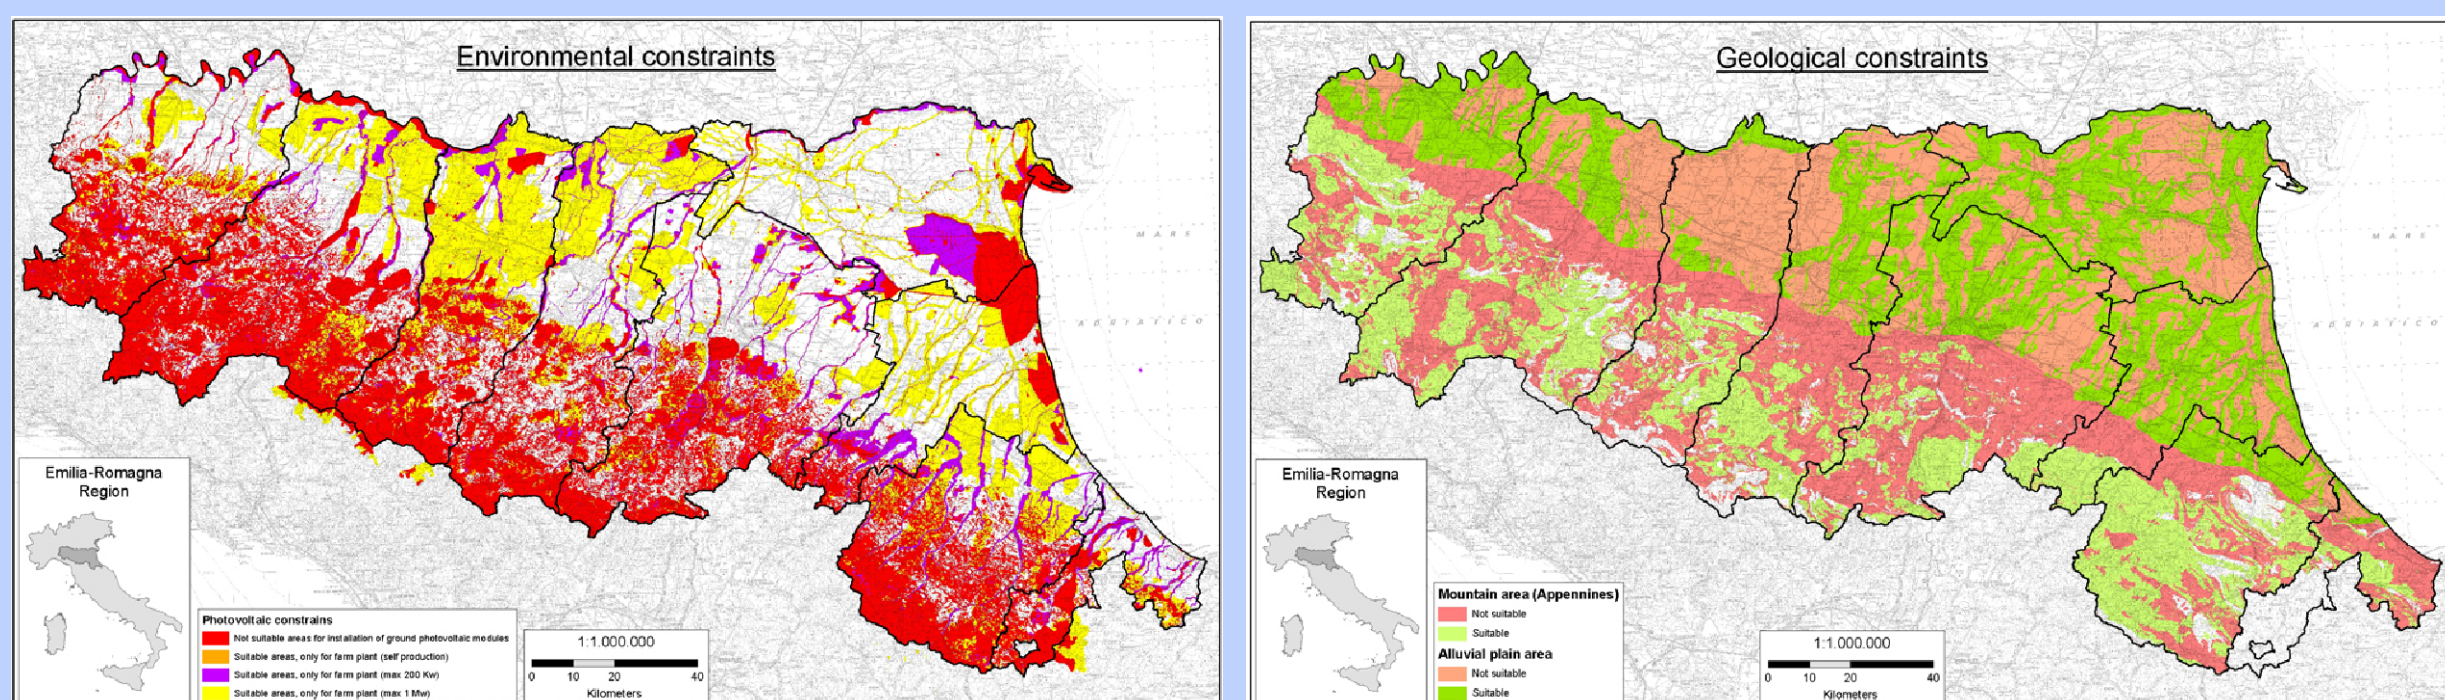 Environmental constraints
MARE
ADRIATICO
Emilia-Romagna
Region
Photovoltaic constrains
Not suitable areas for installation of ground photovoltaic modules
Suitable areas, only for farm plant (self production)
Suitable areas, only for farm plant (max 200 Kw)
Suitable areas, only for farm plant (max 1 Mw)
1:1.000.000
0 10 20 40
Kilometers
Geological constraints
MARE
ADRIATICO
Emilia-Romagna
Region
Mountain area (Appennines)
Not suitable
Suitable
Alluvial plain area
Not suitable
Suitable
1:1.000.000
0 10 20 40
Kilometers